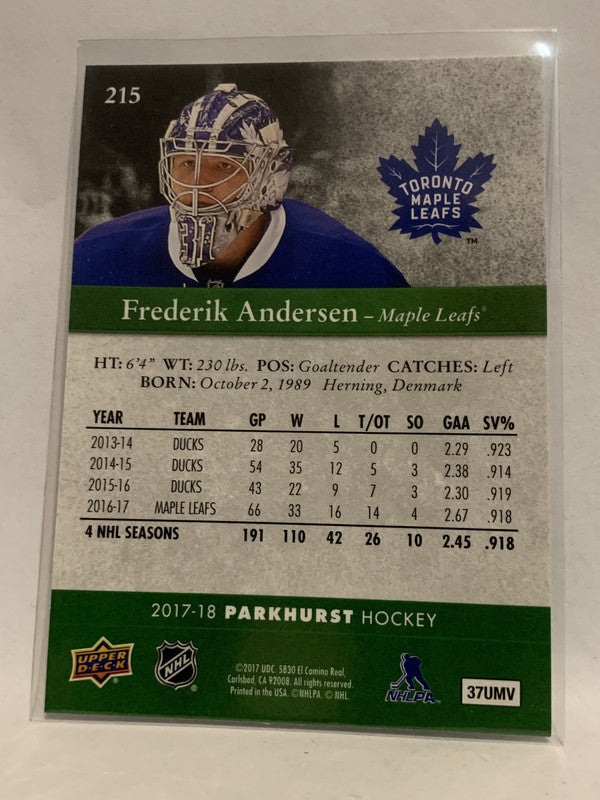 215
31
TORONTO
MAPLE
LEAFS
TM
Frederik Andersen – Maple Leafs®
HT: 6'4" WT: 230 lbs. POS: Goaltender CATCHES: Left
BORN: October 2, 1989 Herning, Denmark
YEAR TEAM GP W L T/OT SO GAA SV%
2013-14 DUCKS 28 20 5 0 0 2.29 .923
2014-15 DUCKS 54 35 12 5 3 2.38 .914
2015-16 DUCKS 43 22 9 7 3 2.30 .919
2016-17 MAPLE LEAFS 66 33 16 14 4 2.67 .918
4 NHL SEASONS 191 110 42 26 10 2.45 .918
2017-18 PARKHURST HOCKEY
UPPER
D·E·C·K
NHL
©2017 UDC. 5830 El Camino Real,
Carlsbad, CA 92008. All rights reserved.
Printed in the USA. ©NHLPA. © NHL.
NHLPA
37UMV